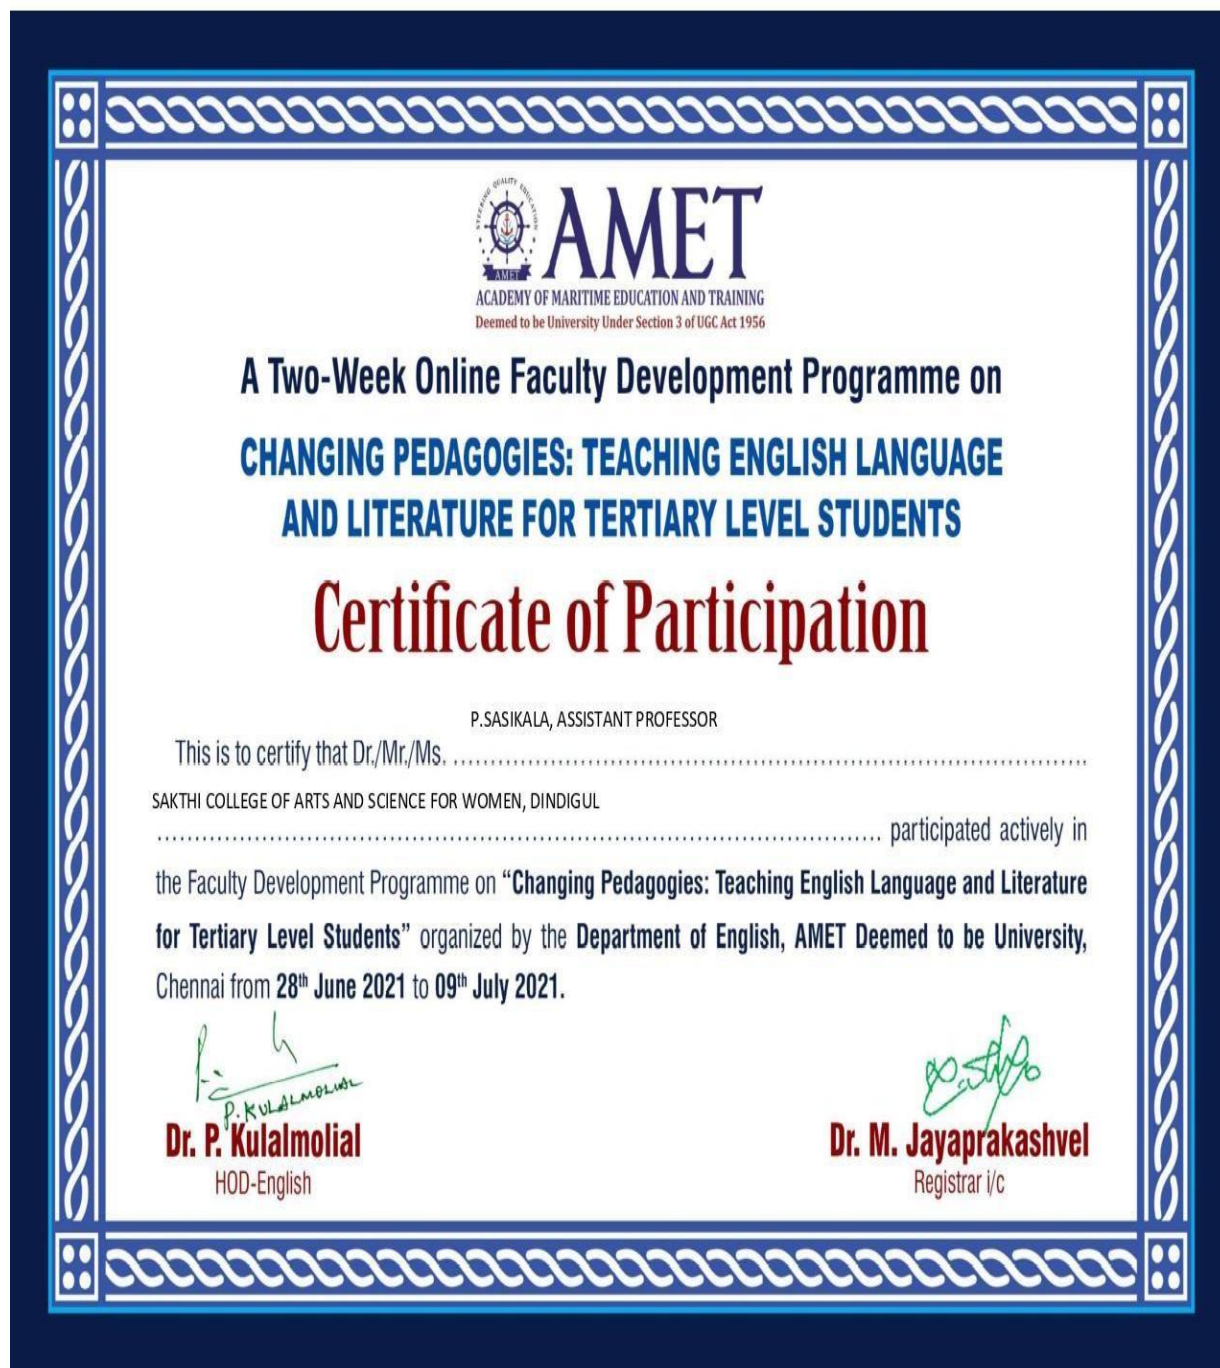 STEERING QUALITY EDUCATION
AMET
AMET
ACADEMY OF MARITIME EDUCATION AND TRAINING
Deemed to be University Under Section 3 of UGC Act 1956
A Two-Week Online Faculty Development Programme on
CHANGING PEDAGOGIES: TEACHING ENGLISH LANGUAGE
AND LITERATURE FOR TERTIARY LEVEL STUDENTS
Certificate of Participation
P.SASIKALA, ASSISTANT PROFESSOR
This is to certify that Dr./Mr./Ms. ........................................................................................
SAKTHI COLLEGE OF ARTS AND SCIENCE FOR WOMEN, DINDIGUL
.................................................................................................... participated actively in
the Faculty Development Programme on “Changing Pedagogies: Teaching English Language and Literature
for Tertiary Level Students” organized by the Department of English, AMET Deemed to be University,
Chennai from 28th June 2021 to 09th July 2021.
P. KULALMOLIAL
Dr. P. Kulalmolial
HOD-English
Dr. M. Jayaprakashvel
Registrar i/c